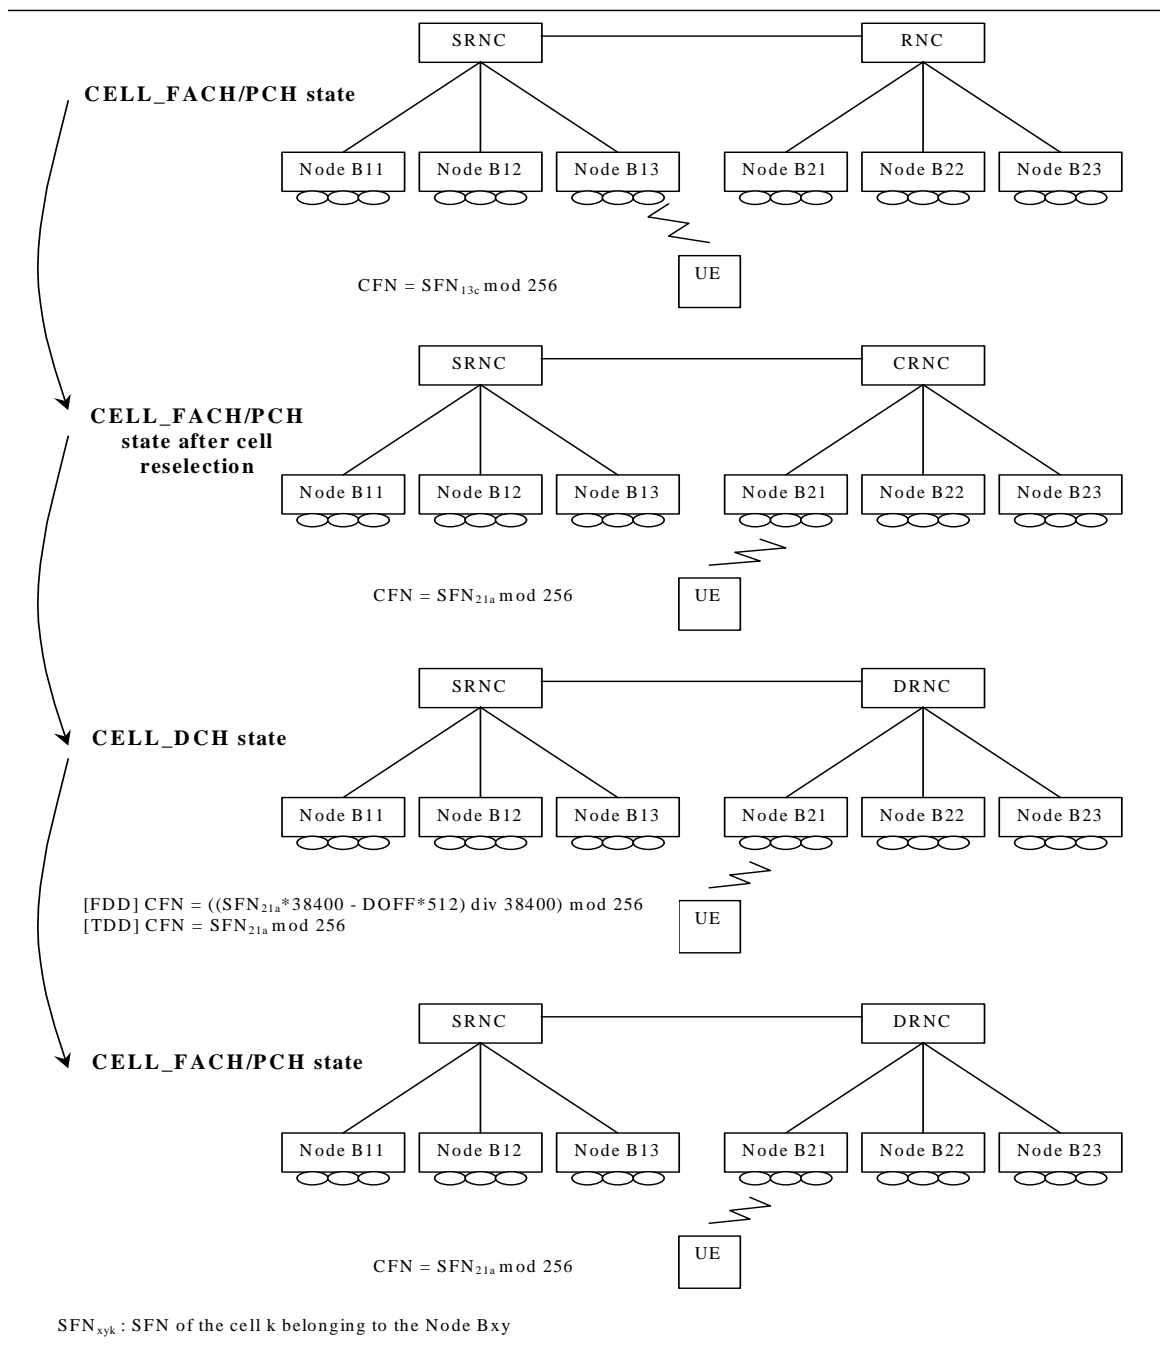 SRNC RNC
CELL_FACH/PCH state
Node B11 Node B12 Node B13 Node B21 Node B22 Node B23
UE
CFN = SFN13c mod 256
SRNC CRNC
CELL_FACH/PCH
state after cell
reselection
Node B11 Node B12 Node B13 Node B21 Node B22 Node B23
UE
CFN = SFN21a mod 256
SRNC DRNC
CELL_DCH state
Node B11 Node B12 Node B13 Node B21 Node B22 Node B23
[FDD] CFN = ((SFN21a*38400 - DOFF*512) div 38400) mod 256
UE
[TDD] CFN = SFN21a mod 256
SRNC DRNC
CELL_FACH/PCH state
Node B11 Node B12 Node B13 Node B21 Node B22 Node B23
UE
CFN = SFN21a mod 256
SFNxyk : SFN of the cell k belonging to the Node Bxy